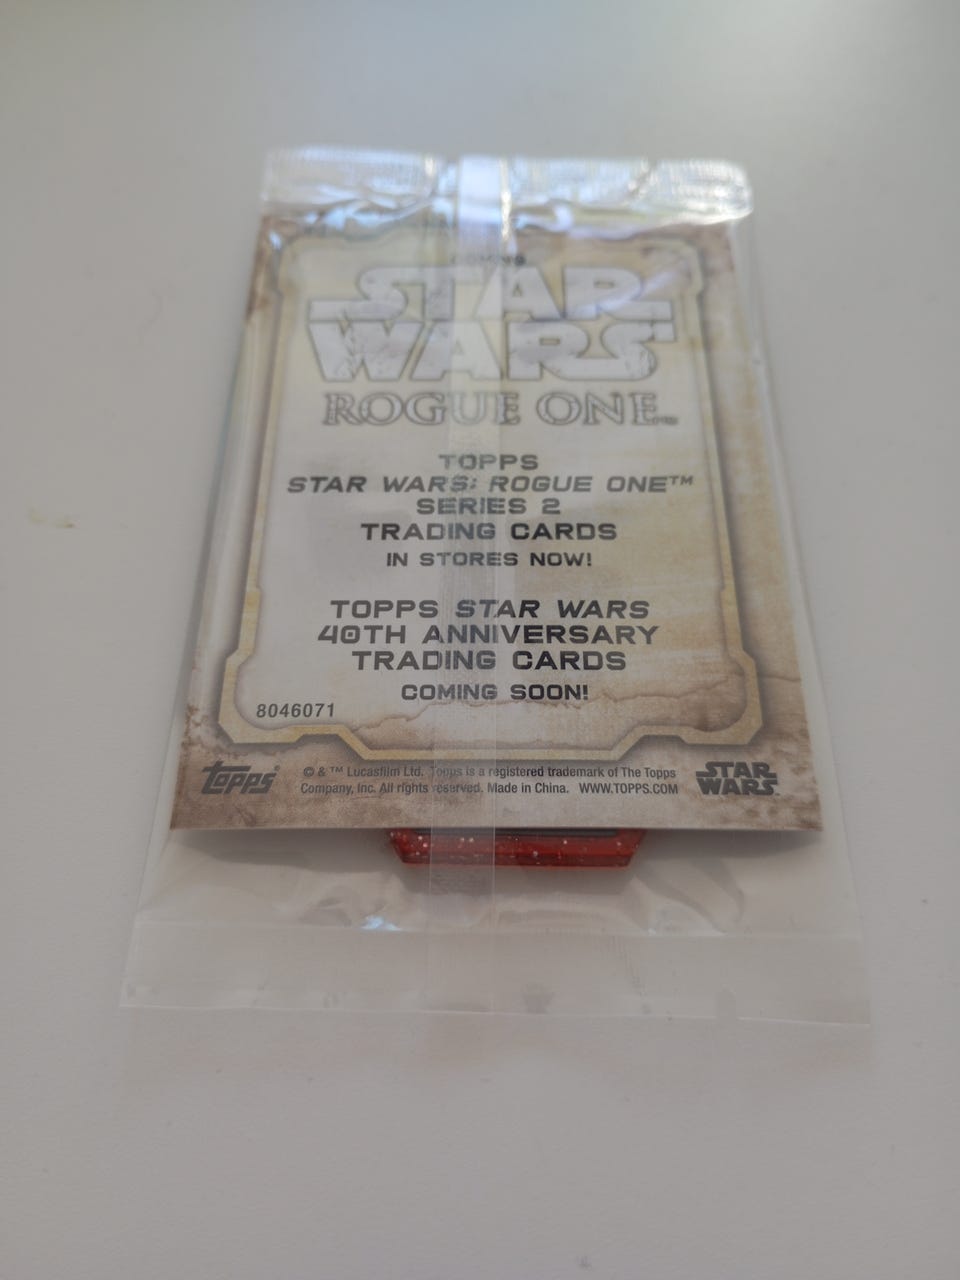 STAR
WARS
ROGUE ONE™
TOPPS
STAR WARS: ROGUE ONE™
SERIES 2
TRADING CARDS
IN STORES NOW!
TOPPS STAR WARS
40TH ANNIVERSARY
TRADING CARDS
COMING SOON!
8046071
Topps®
© & ™ Lucasfilm Ltd. Topps is a registered trademark of The Topps
Company, Inc. All rights reserved. Made in China. WWW.TOPPS.COM
STAR
WARS